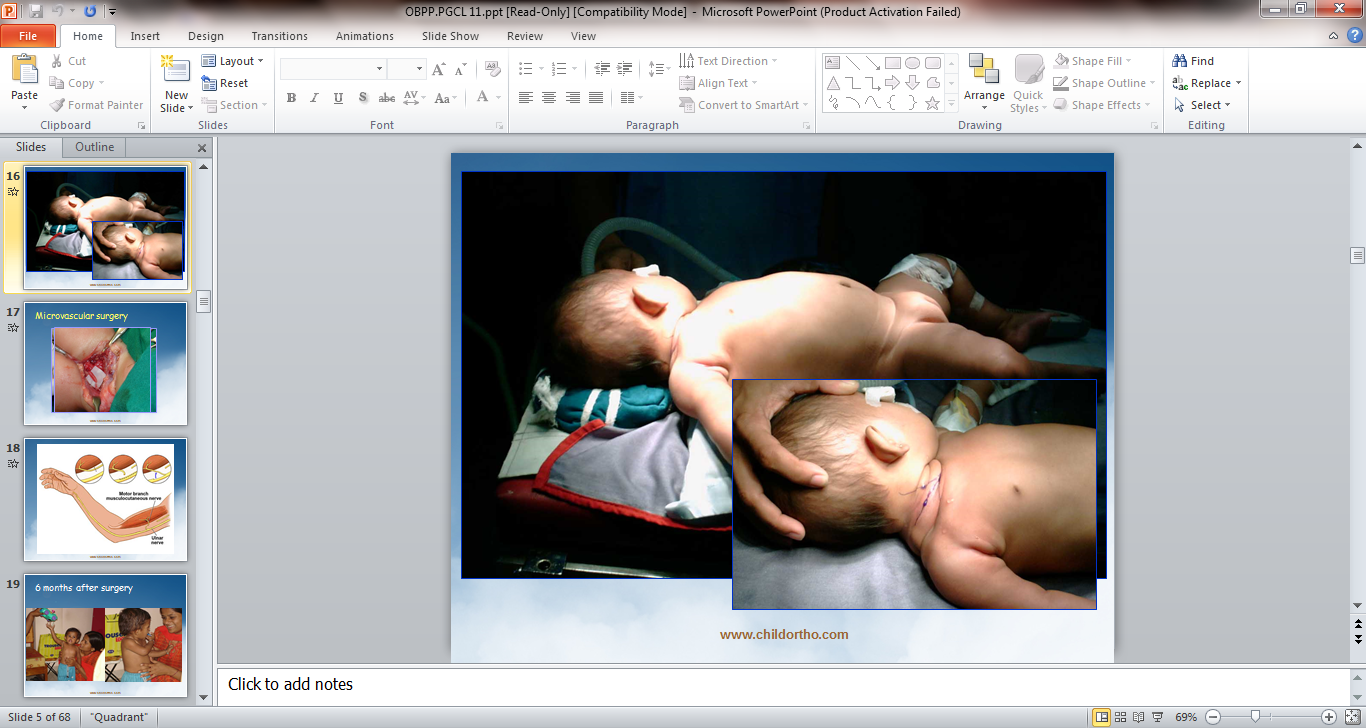 OBPP.PGCL 11.ppt [Read-Only] [Compatibility Mode] - Microsoft PowerPoint (Product Activation Failed)
File Home Insert Design Transitions Animations Slide Show Review View
Paste
Cut
Copy
Format Painter
Clipboard
New Slide
Layout
Reset
Section
Slides
B I U S abc AV Aa A
Font
Text Direction
Align Text
Convert to SmartArt
Paragraph
Arrange
Quick Styles
Shape Fill
Shape Outline
Shape Effects
Drawing
Find
Replace
Select
Editing
Slides Outline
16
17
Microvascular surgery
18
Motor branch
musculocutaneous nerve
Ulnar
nerve
19
6 months after surgery
www.childortho.com
Click to add notes
Slide 5 of 68 "Quadrant" 69%